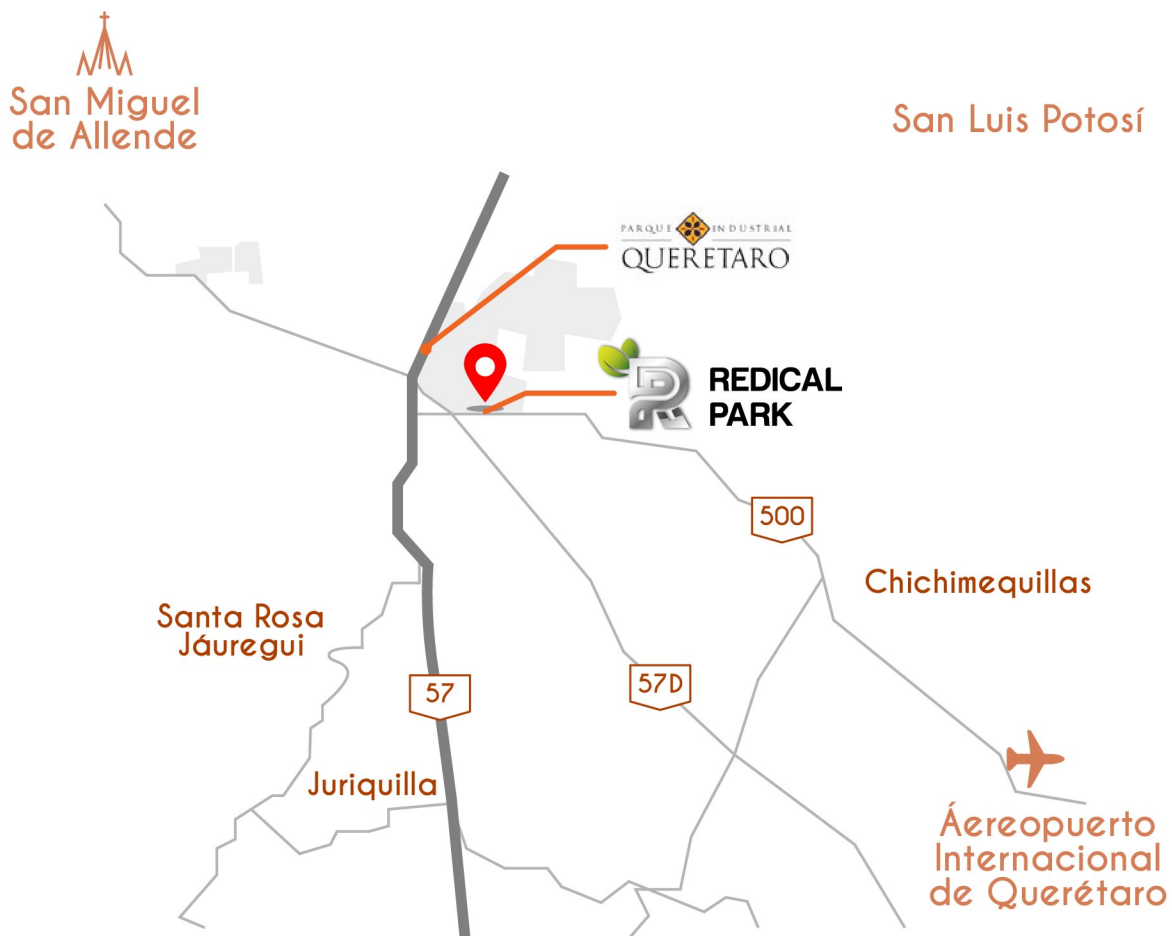 San Miguel
de Allende
San Luis Potosí
PARQUE INDUSTRIAL
QUERETARO
REDICAL
PARK
500
Chichimequillas
Santa Rosa
Jáuregui
57
57D
Juriquilla
Áereopuerto
Internacional
de Querétaro